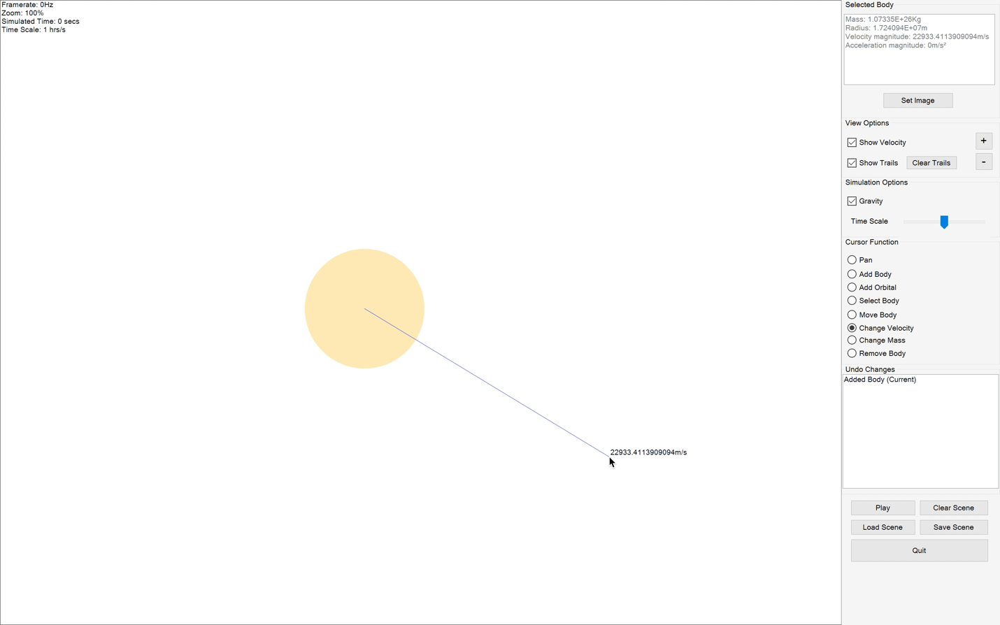 Framerate: 0Hz
Zoom: 100%
Simulated Time: 0 secs
Time Scale: 1 hrs/s
22933.4113909094m/s
Selected Body
Mass: 1.07335E+26Kg
Radius: 1.724094E+07m
Velocity magnitude: 22933.4113909094m/s
Acceleration magnitude: 0m/s²
Set Image
View Options
Show Velocity
+
Show Trails
Clear Trails
-
Simulation Options
Gravity
Time Scale
Cursor Function
Pan
Add Body
Add Orbital
Select Body
Move Body
Change Velocity
Change Mass
Remove Body
Undo Changes
Added Body (Current)
Play
Clear Scene
Load Scene
Save Scene
Quit